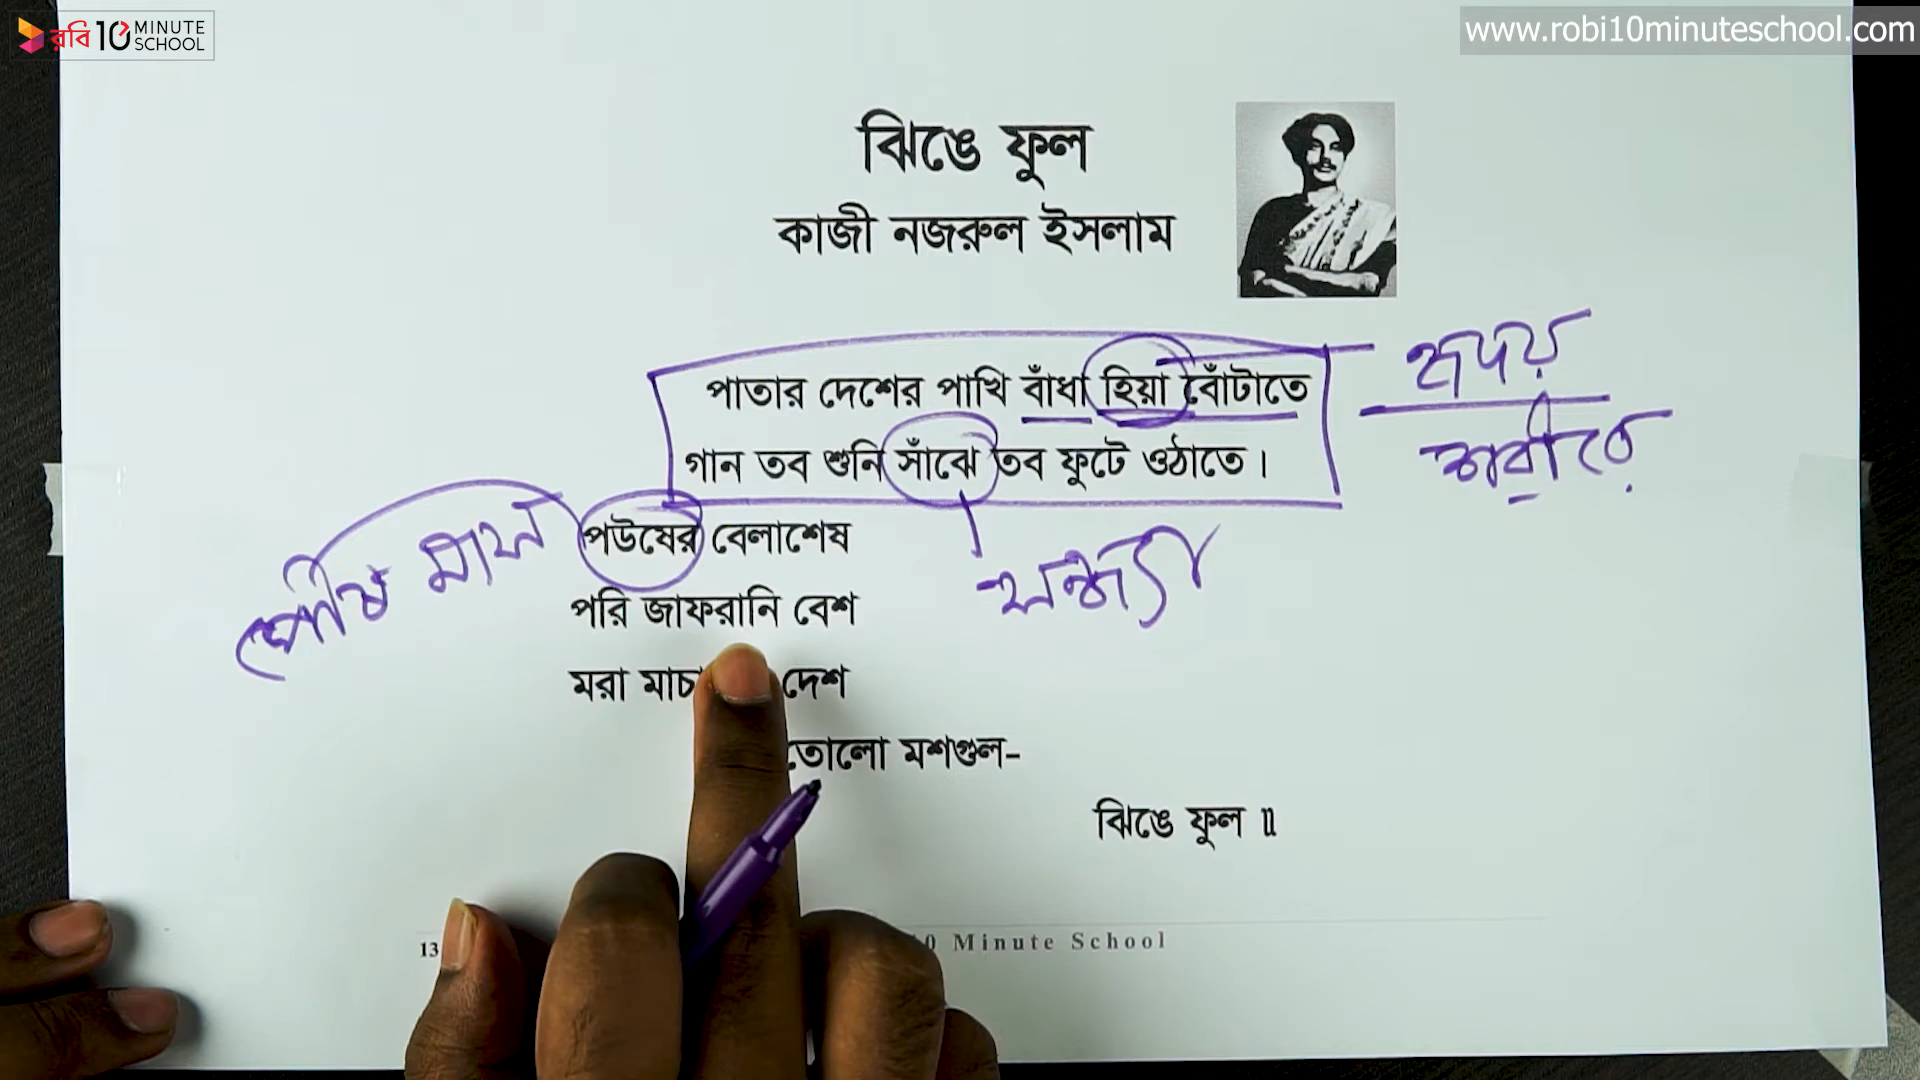 রবি 10 MINUTE SCHOOL
www.robi10minuteschool.com
ঝিঙে ফুল
কাজী নজরুল ইসলাম
পাতার দেশের পাখি বাঁধা হিয়া বোঁটাতে
হৃদয়
গান তব শুনি সাঁঝে তব ফুটে ওঠাতে।
শরীরে
পৌষ মাস
পউষের বেলাশেষ
সন্ধ্যা
পরি জাফরানি বেশ
মরা দেশ
তোলো মশগুল-
ঝিঙে ফুল ॥
13
Minute School